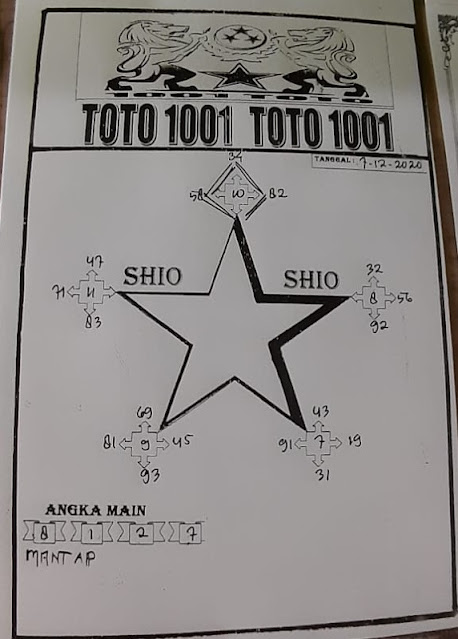 TOTO 1001 TOTO 1001
TANGGAL: 7-12-2020
34
58 10 82
47
SHIO SHIO
32
71 11
8 56
83
92
69
43
81 9 45
91 7 19
93
31
ANGKA MAIN
8 1 2 7
MANTAP